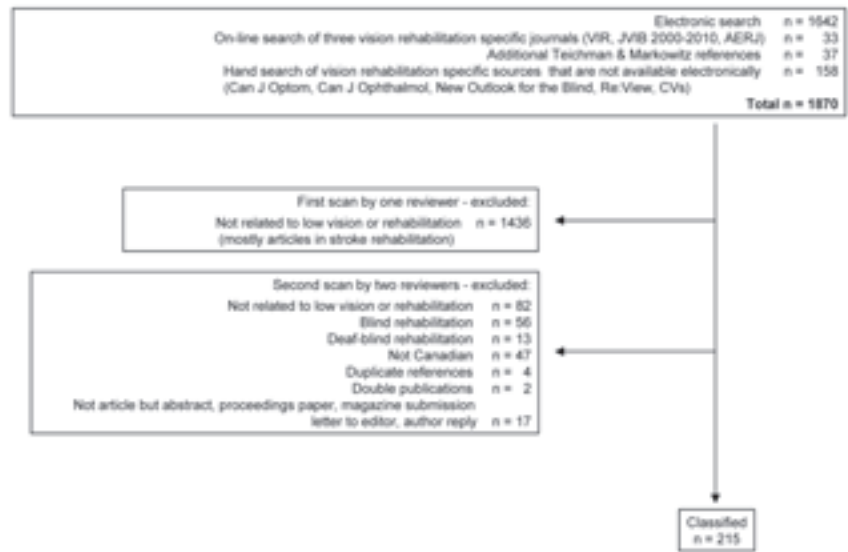 Electronic search n = 1642
On-line search of three vision rehabilitation specific journals (VIR, JVIB 2000-2010, AERJ) n = 33
Additional Teichman & Markowitz references n = 37
Hand search of vision rehabilitation specific sources that are not available electronically n = 158
(Can J Optom, Can J Ophthalmol, New Outlook for the Blind, Re:View, CVs)
Total n = 1870
First scan by one reviewer - excluded:
Not related to low vision or rehabilitation n = 1436
(mostly articles in stroke rehabilitation)
Second scan by two reviewers - excluded:
Not related to low vision or rehabilitation n = 82
Blind rehabilitation n = 56
Deaf-blind rehabilitation n = 13
Not Canadian n = 47
Duplicate references n = 4
Double publications n = 2
Not article but abstract, proceedings paper, magazine submission
letter to editor, author reply n = 17
Classified
n = 215